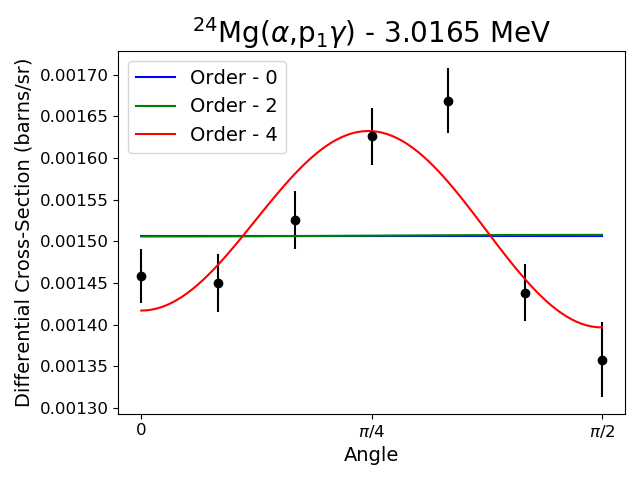 ²⁴Mg(α,p₁γ) - 3.0165 MeV
Order - 0
Order - 2
Order - 4
Differential Cross-Section (barns/sr)
0.00170
0.00165
0.00160
0.00155
0.00150
0.00145
0.00140
0.00135
0.00130
0
π/4
π/2
Angle